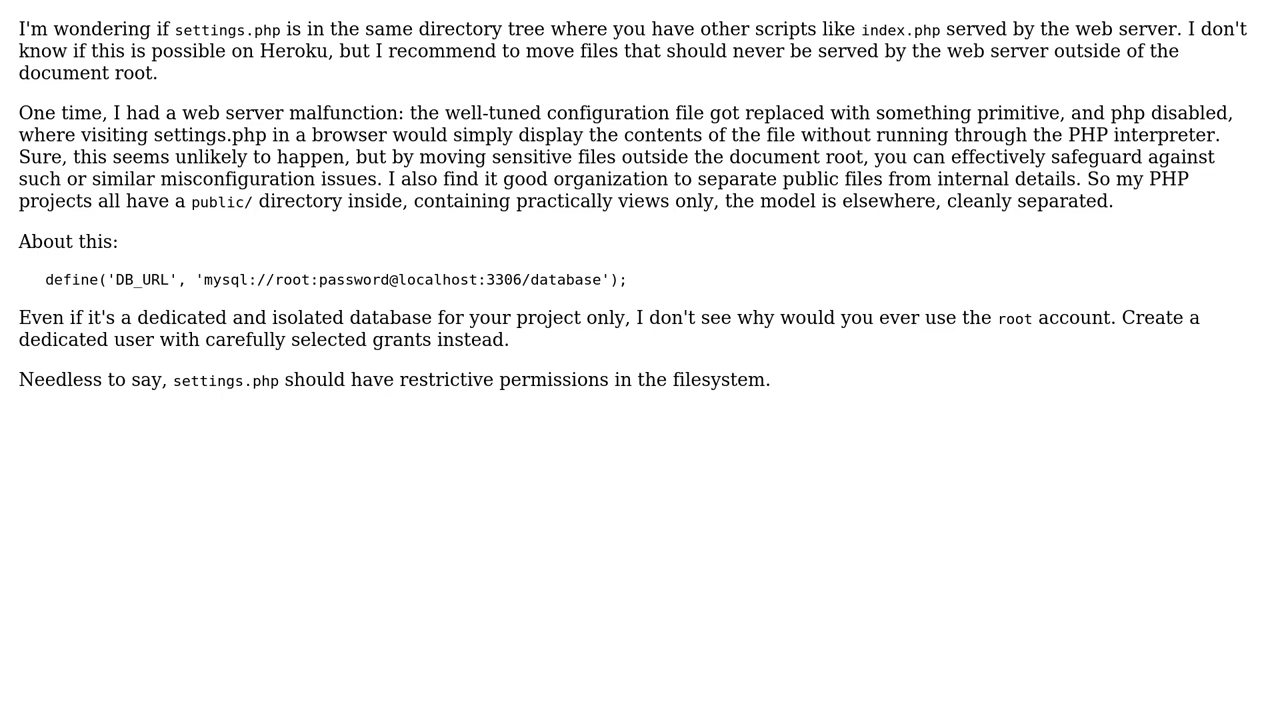 I'm wondering if settings.php is in the same directory tree where you have other scripts like index.php served by the web server. I don't
know if this is possible on Heroku, but I recommend to move files that should never be served by the web server outside of the
document root.
One time, I had a web server malfunction: the well-tuned configuration file got replaced with something primitive, and php disabled,
where visiting settings.php in a browser would simply display the contents of the file without running through the PHP interpreter.
Sure, this seems unlikely to happen, but by moving sensitive files outside the document root, you can effectively safeguard against
such or similar misconfiguration issues. I also find it good organization to separate public files from internal details. So my PHP
projects all have a public/ directory inside, containing practically views only, the model is elsewhere, cleanly separated.
About this:
define('DB_URL', 'mysql://root:password@localhost:3306/database');
Even if it's a dedicated and isolated database for your project only, I don't see why would you ever use the root account. Create a
dedicated user with carefully selected grants instead.
Needless to say, settings.php should have restrictive permissions in the filesystem.